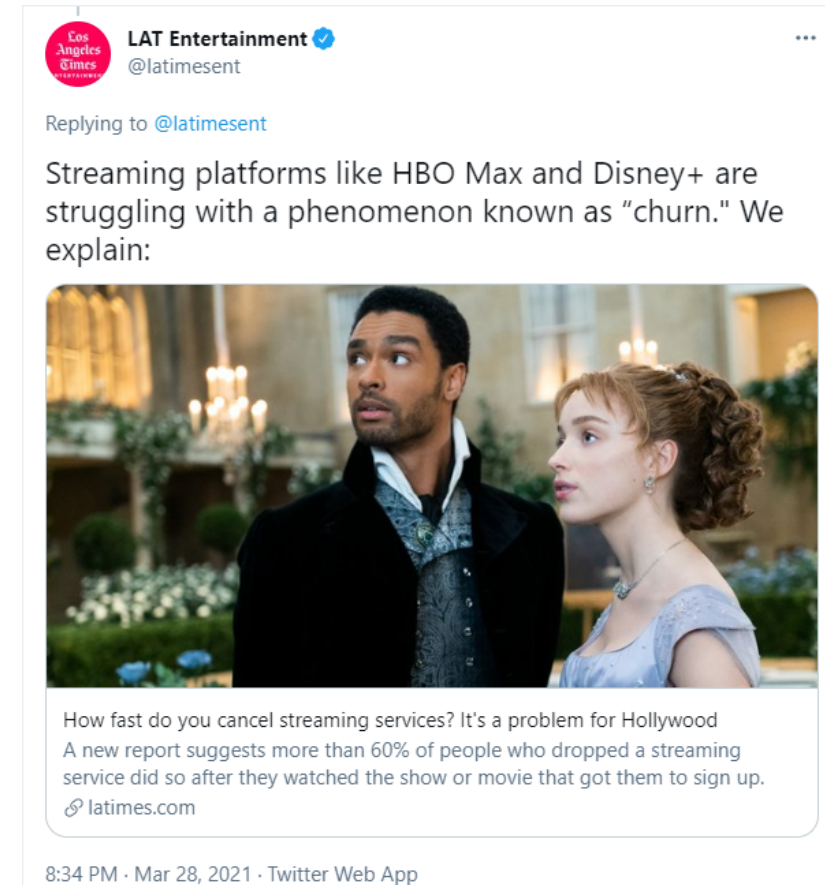 Los
Angeles
Times
ENTERTAINMENT
LAT Entertainment
@latimesent
Replying to @latimesent
Streaming platforms like HBO Max and Disney+ are
struggling with a phenomenon known as “churn." We
explain:
How fast do you cancel streaming services? It's a problem for Hollywood
A new report suggests more than 60% of people who dropped a streaming
service did so after they watched the show or movie that got them to sign up.
latimes.com
8:34 PM · Mar 28, 2021 · Twitter Web App